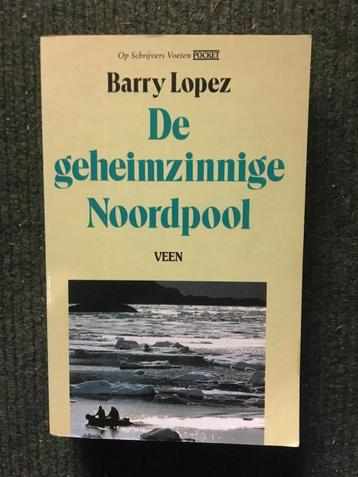 Op Schrijvers Voeten POCKET
Barry Lopez
De
geheimzinnige
Noordpool
VEEN